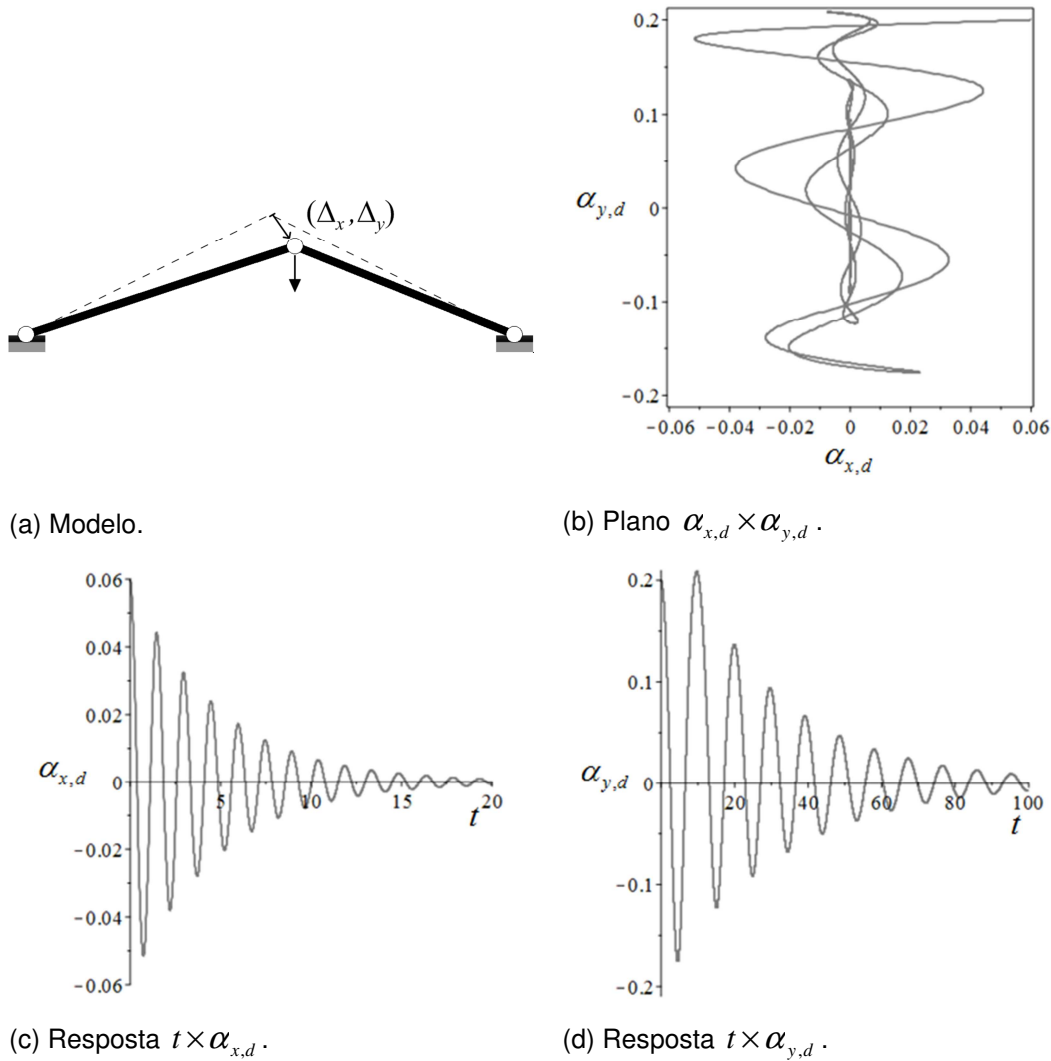 (Δx, Δy)
(a) Modelo.
0.2
0.1
0
−0.1
−0.2
αy,d
−0.06 −0.04 −0.02 0 0.02 0.04 0.06
αx,d
(b) Plano αx,d × αy,d .
0.06
0.04
0.02
0
−0.02
−0.04
−0.06
αx,d
5 10 15 20
t
(c) Resposta t × αx,d .
0.2
0.1
0
−0.1
−0.2
αy,d
20 40 60 80 100
t
(d) Resposta t × αy,d .